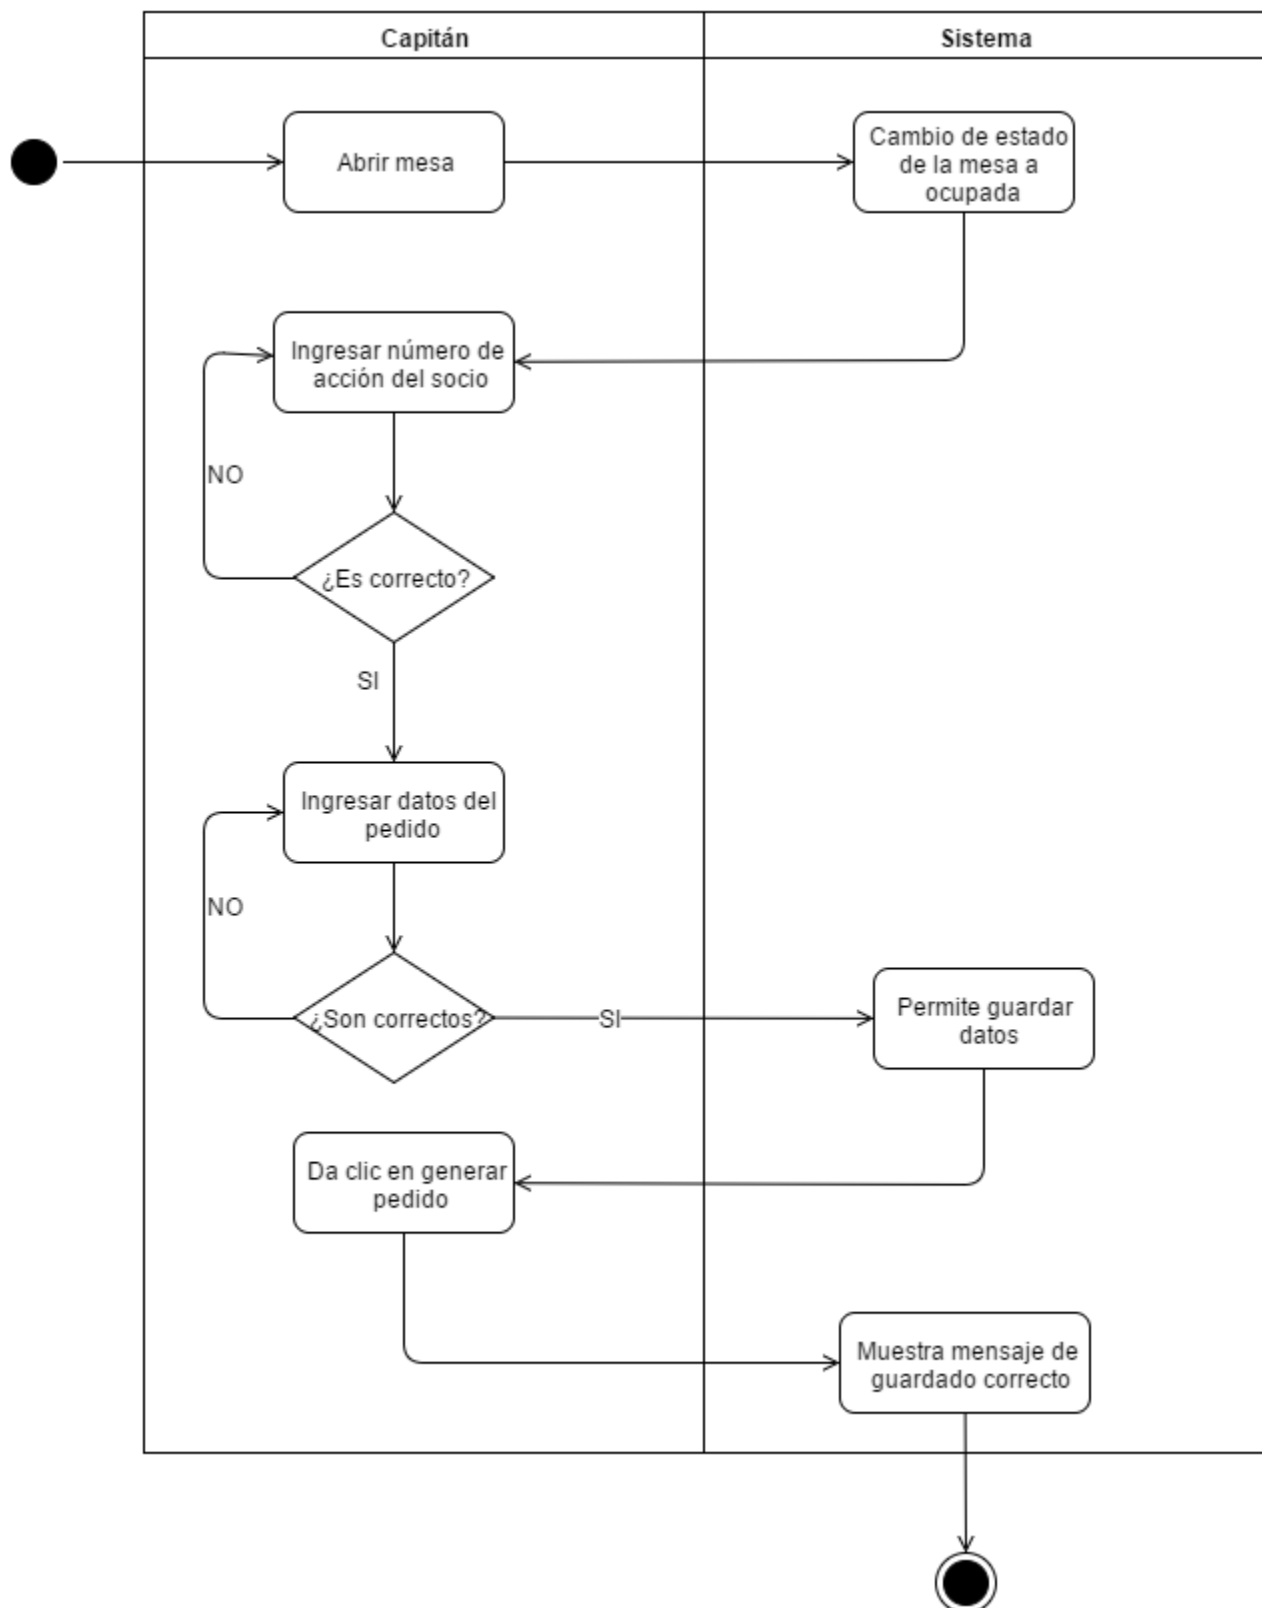 Capitán
Sistema
Abrir mesa
Cambio de estado
de la mesa a
ocupada
Ingresar número de
acción del socio
NO
¿Es correcto?
SI
Ingresar datos del
pedido
NO
¿Son correctos?
SI
Permite guardar
datos
Da clic en generar
pedido
Muestra mensaje de
guardado correcto